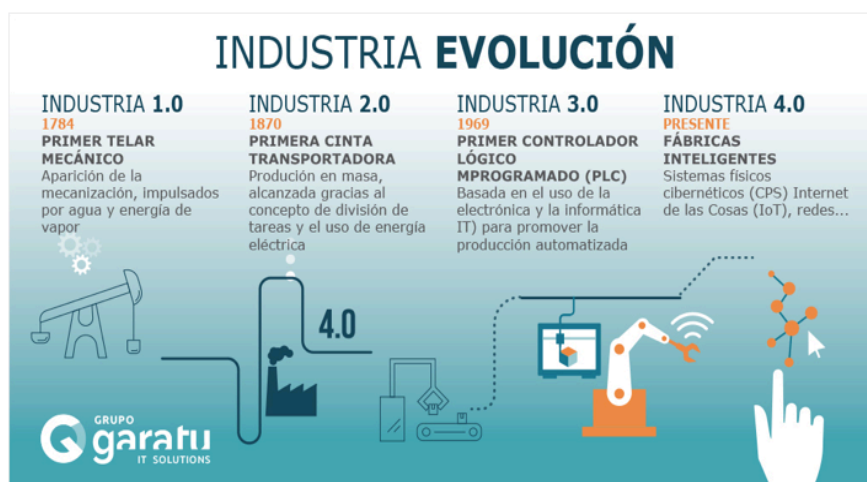 INDUSTRIA EVOLUCIÓN
INDUSTRIA 1.0
1784
PRIMER TELAR
MECÁNICO
Aparición de la
mecanización, impulsados
por agua y energía de
vapor
INDUSTRIA 2.0
1870
PRIMERA CINTA
TRANSPORTADORA
Produción en masa,
alcanzada gracias al
concepto de división de
tareas y el uso de energía
eléctrica
INDUSTRIA 3.0
1969
PRIMER CONTROLADOR
LÓGICO
MPROGRAMADO (PLC)
Basada en el uso de la
electrónica y la informática
IT) para promover la
producción automatizada
INDUSTRIA 4.0
PRESENTE
FÁBRICAS
INTELIGENTES
Sistemas físicos
cibernéticos (CPS) Internet
de las Cosas (IoT), redes...
4.0
GRUPO
garatu
IT SOLUTIONS